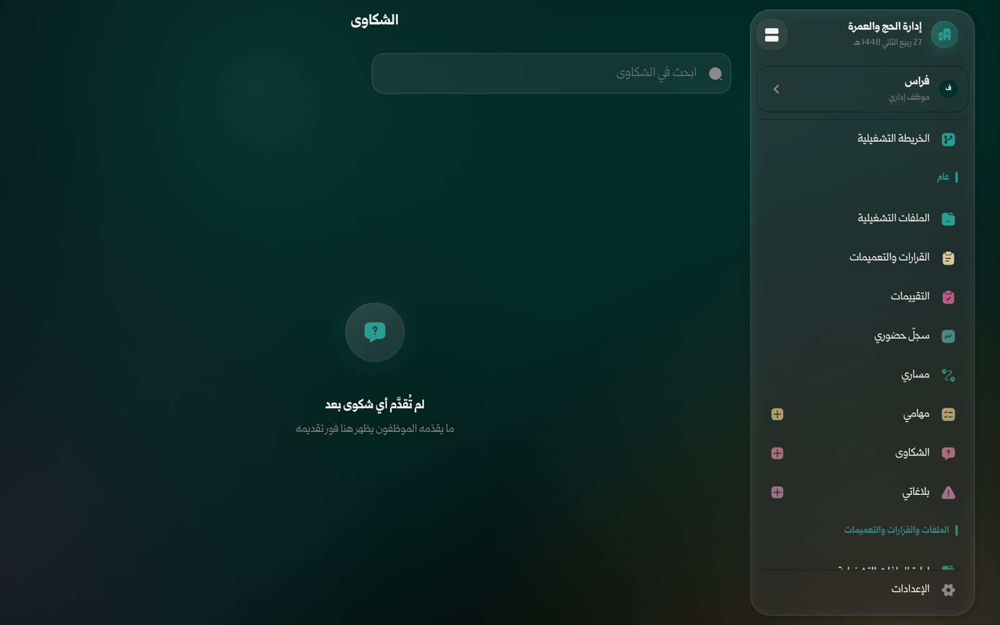 إدارة الحج والعمرة
27 ربيع الثاني 1448 هـ
ف
فراس
موظف إداري
الخريطة التشغيلية
عام
الملفات التشغيلية
القرارات والتعميمات
التقييمات
سجلّ حضوري
مساري
مهامي
الشكاوى
بلاغاتي
الملفات والقرارات والتعميمات
الإعدادات
الشكاوى
ابحث في الشكاوى
لم تُقدَّم أي شكوى بعد
ما يقدّمه الموظفون يظهر هنا فور تقديمه